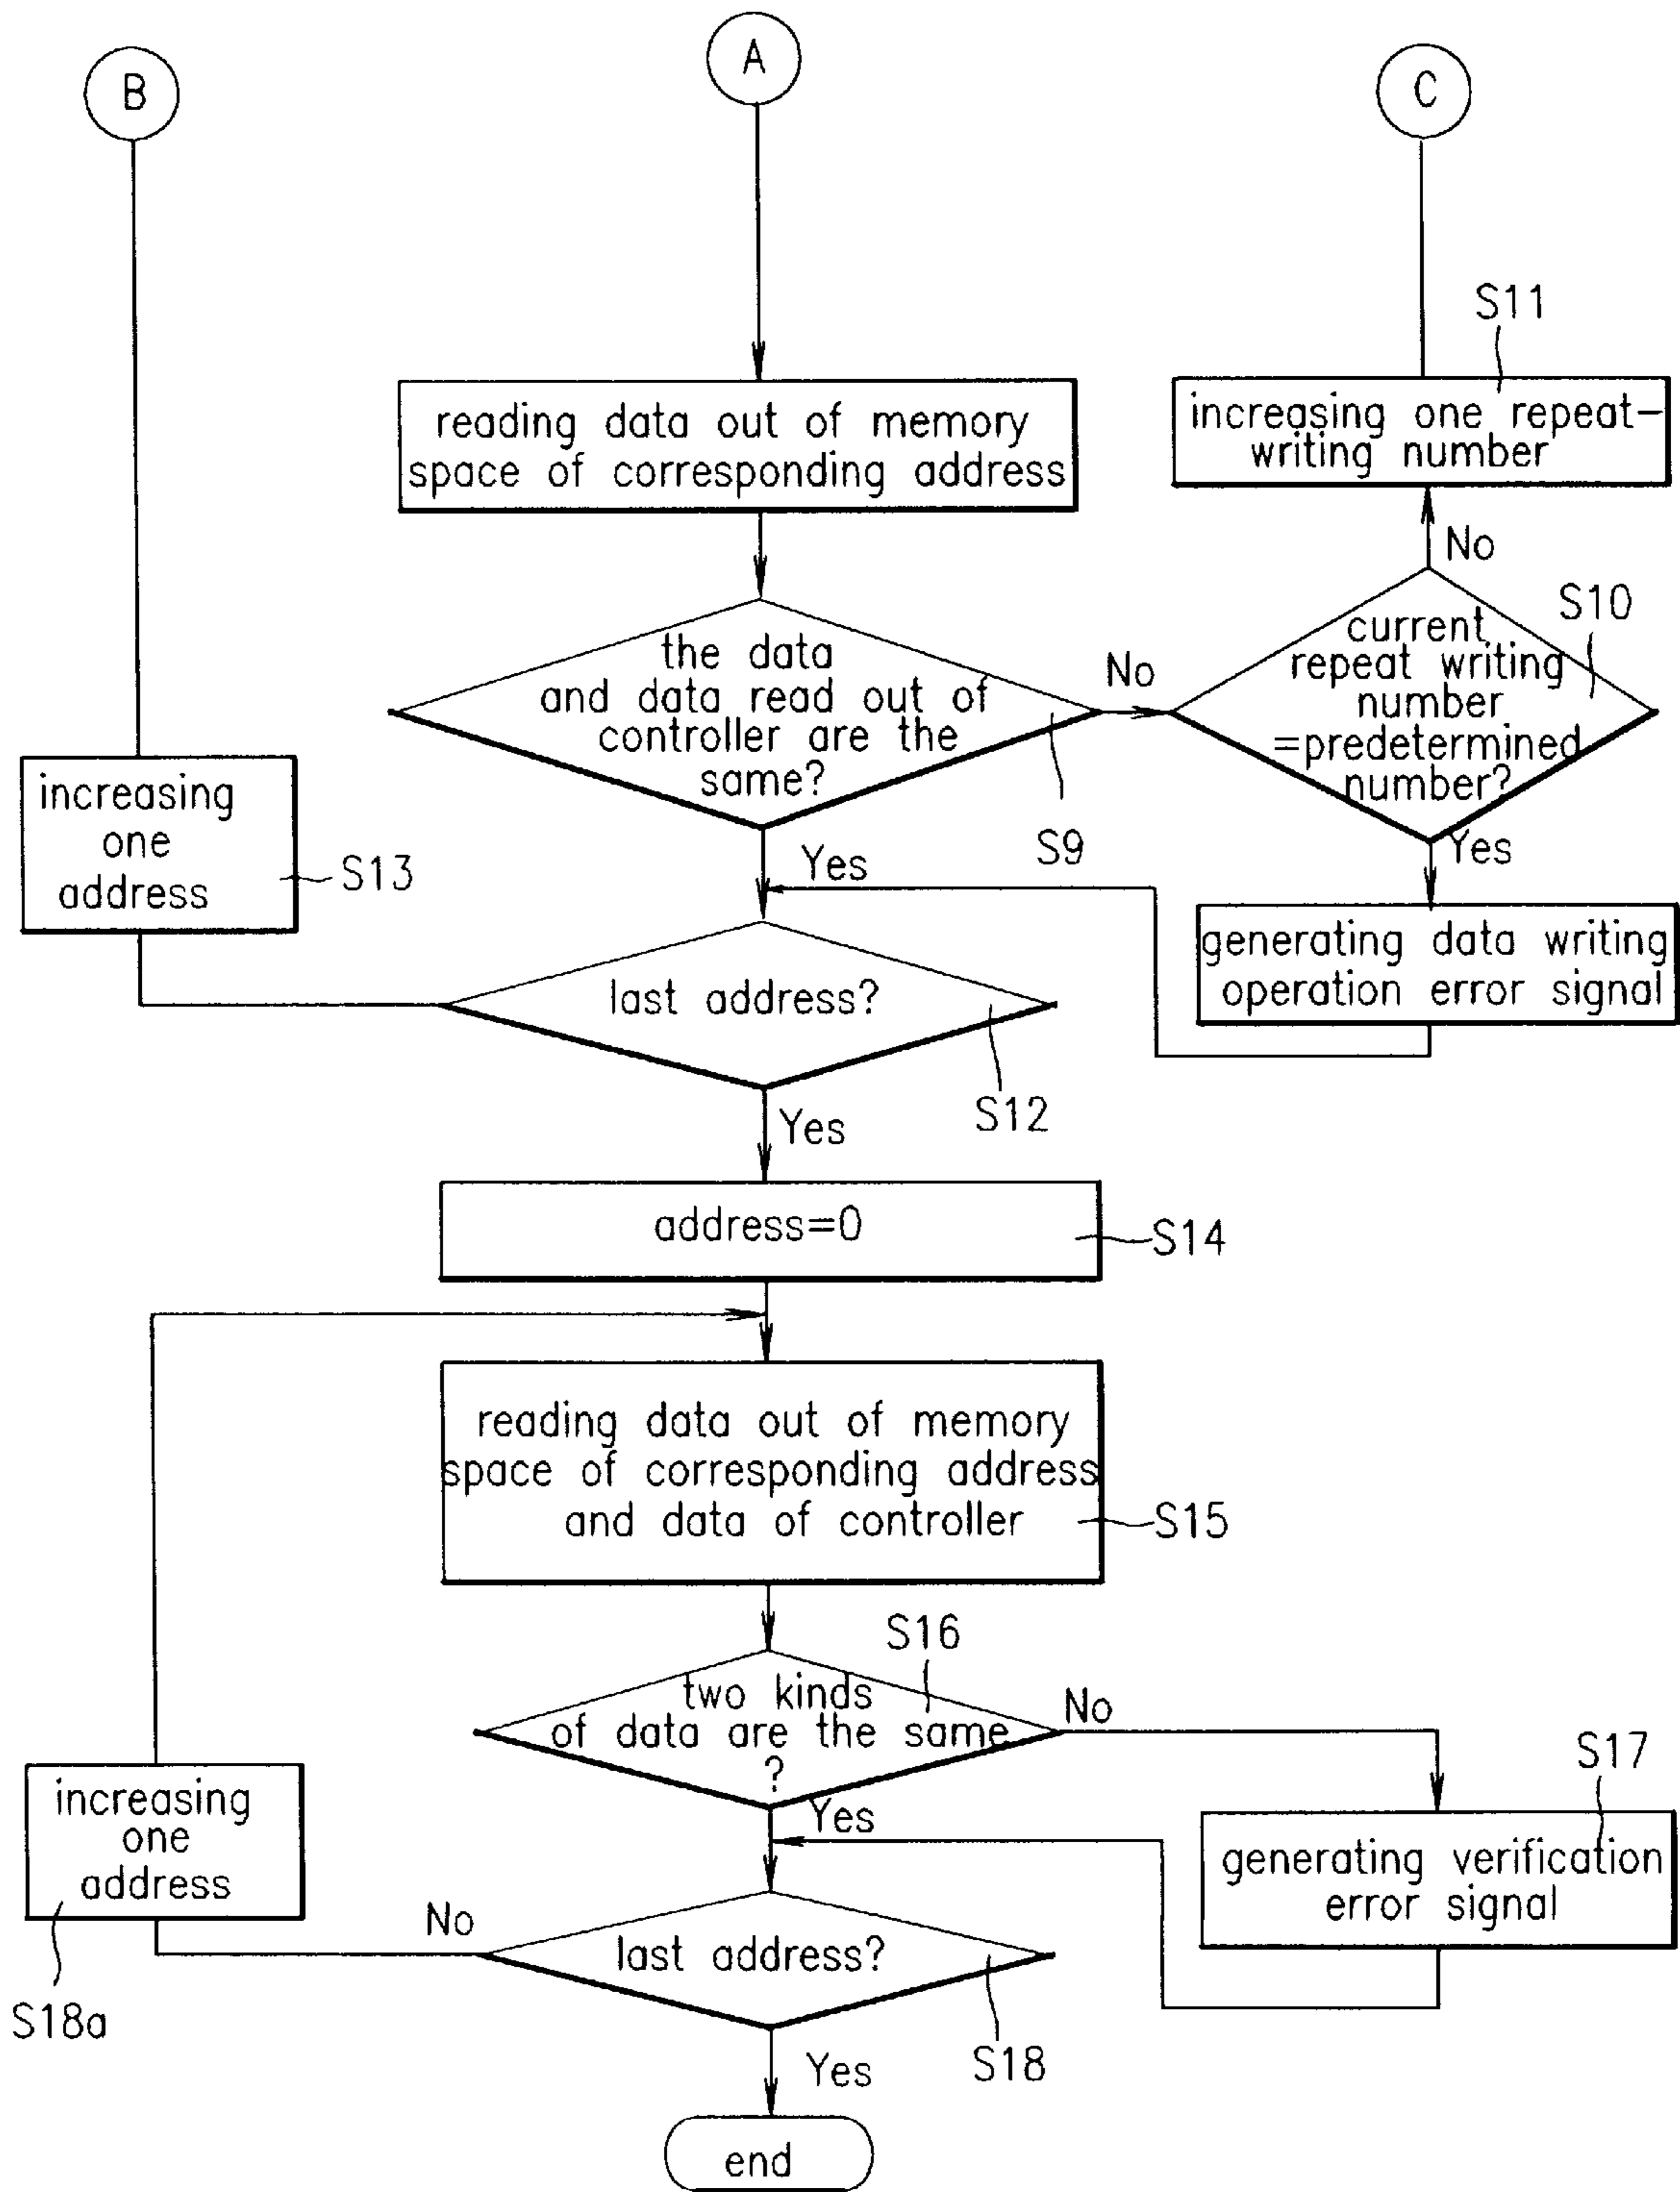 B
A
C
S11
reading data out of memory
space of corresponding address
increasing one repeat-
writing number
No
S10
the data
and data read out of
controller are the
same?
No
current
repeat writing
number
=predetermined
number?
S9
Yes
Yes
increasing
one
address
S13
generating data writing
operation error signal
last address?
S12
Yes
address=0
S14
reading data out of memory
space of corresponding address
and data of controller
S15
S16
two kinds
of data are the same
?
No
S17
Yes
generating verification
error signal
increasing
one
address
S18a
No
last address?
S18
Yes
end